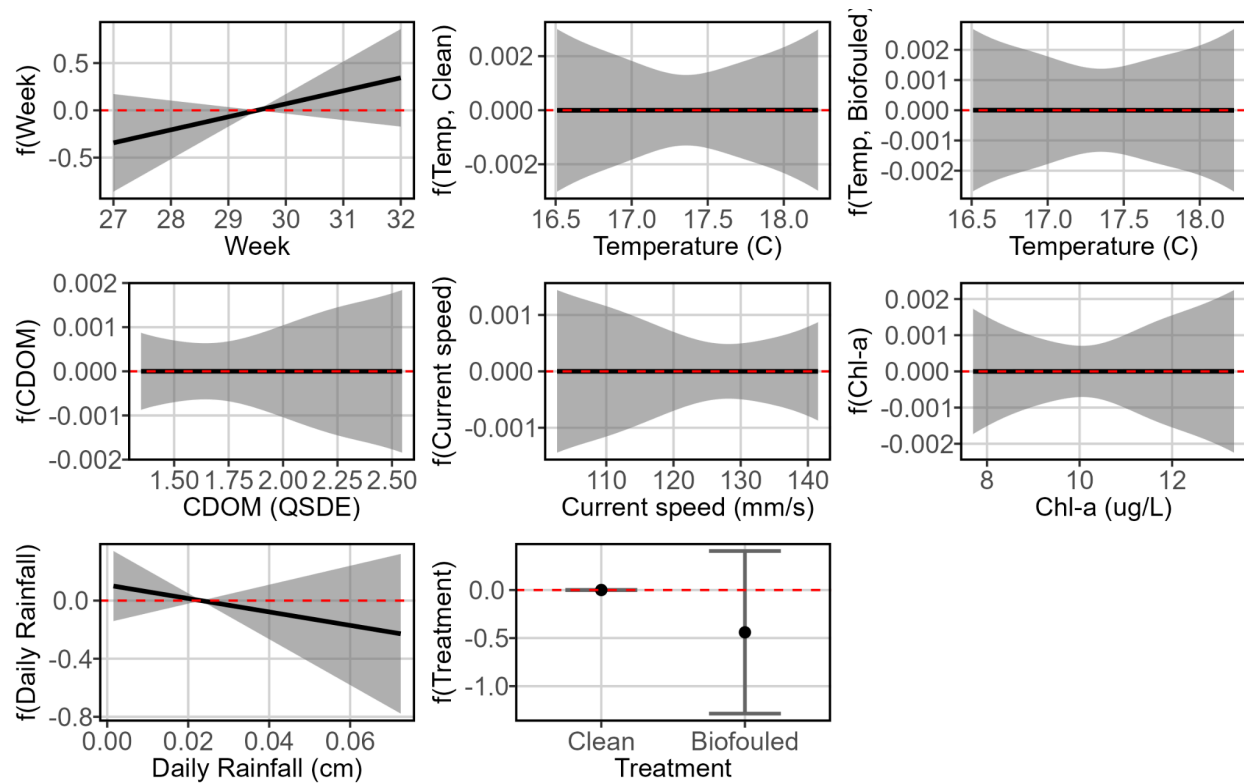 f(Week)
0.5
0.0
-0.5
27 28 29 30 31 32
Week
f(Temp, Clean)
0.002
0.000
-0.002
16.5 17.0 17.5 18.0
Temperature (C)
f(Temp, Biofouled)
0.002
0.001
0.000
-0.001
-0.002
16.5 17.0 17.5 18.0
Temperature (C)
f(CDOM)
0.002
0.001
0.000
-0.001
-0.002
1.50 1.75 2.00 2.25 2.50
CDOM (QSDE)
f(Current speed)
0.001
0.000
-0.001
110 120 130 140
Current speed (mm/s)
f(Chl-a)
0.002
0.001
0.000
-0.001
-0.002
8 10 12
Chl-a (ug/L)
f(Daily Rainfall)
0.0
-0.4
-0.8
0.00 0.02 0.04 0.06
Daily Rainfall (cm)
f(Treatment)
0.0
-0.5
-1.0
Clean Biofouled
Treatment